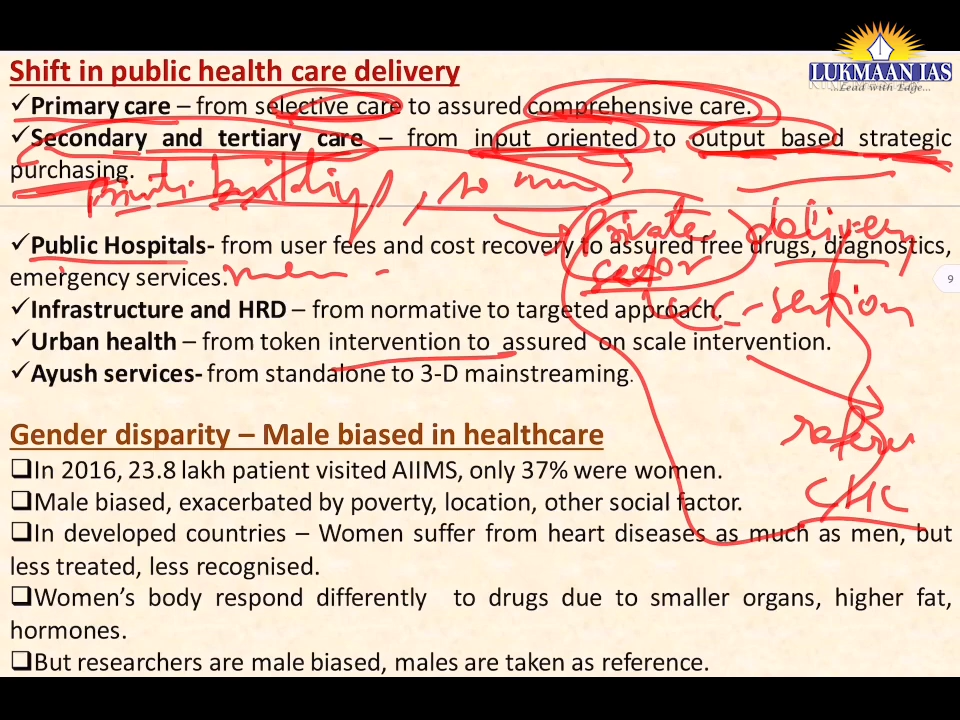 LUKMAAN IAS
...Lead with Edge...
Shift in public health care delivery
✓Primary care – from selective care to assured comprehensive care.
✓Secondary and tertiary care – from input oriented to output based strategic
purchasing.
Private delivery
sector
c-section
✓Public Hospitals- from user fees and cost recovery to assured free drugs, diagnostics,
emergency services.
✓Infrastructure and HRD – from normative to targeted approach.
✓Urban health – from token intervention to assured on scale intervention.
✓Ayush services- from standalone to 3-D mainstreaming.
CHC
Gender disparity – Male biased in healthcare
❑In 2016, 23.8 lakh patient visited AIIMS, only 37% were women.
❑Male biased, exacerbated by poverty, location, other social factor.
❑In developed countries – Women suffer from heart diseases as much as men, but
less treated, less recognised.
❑Women's body respond differently to drugs due to smaller organs, higher fat,
hormones.
❑But researchers are male biased, males are taken as reference.
9